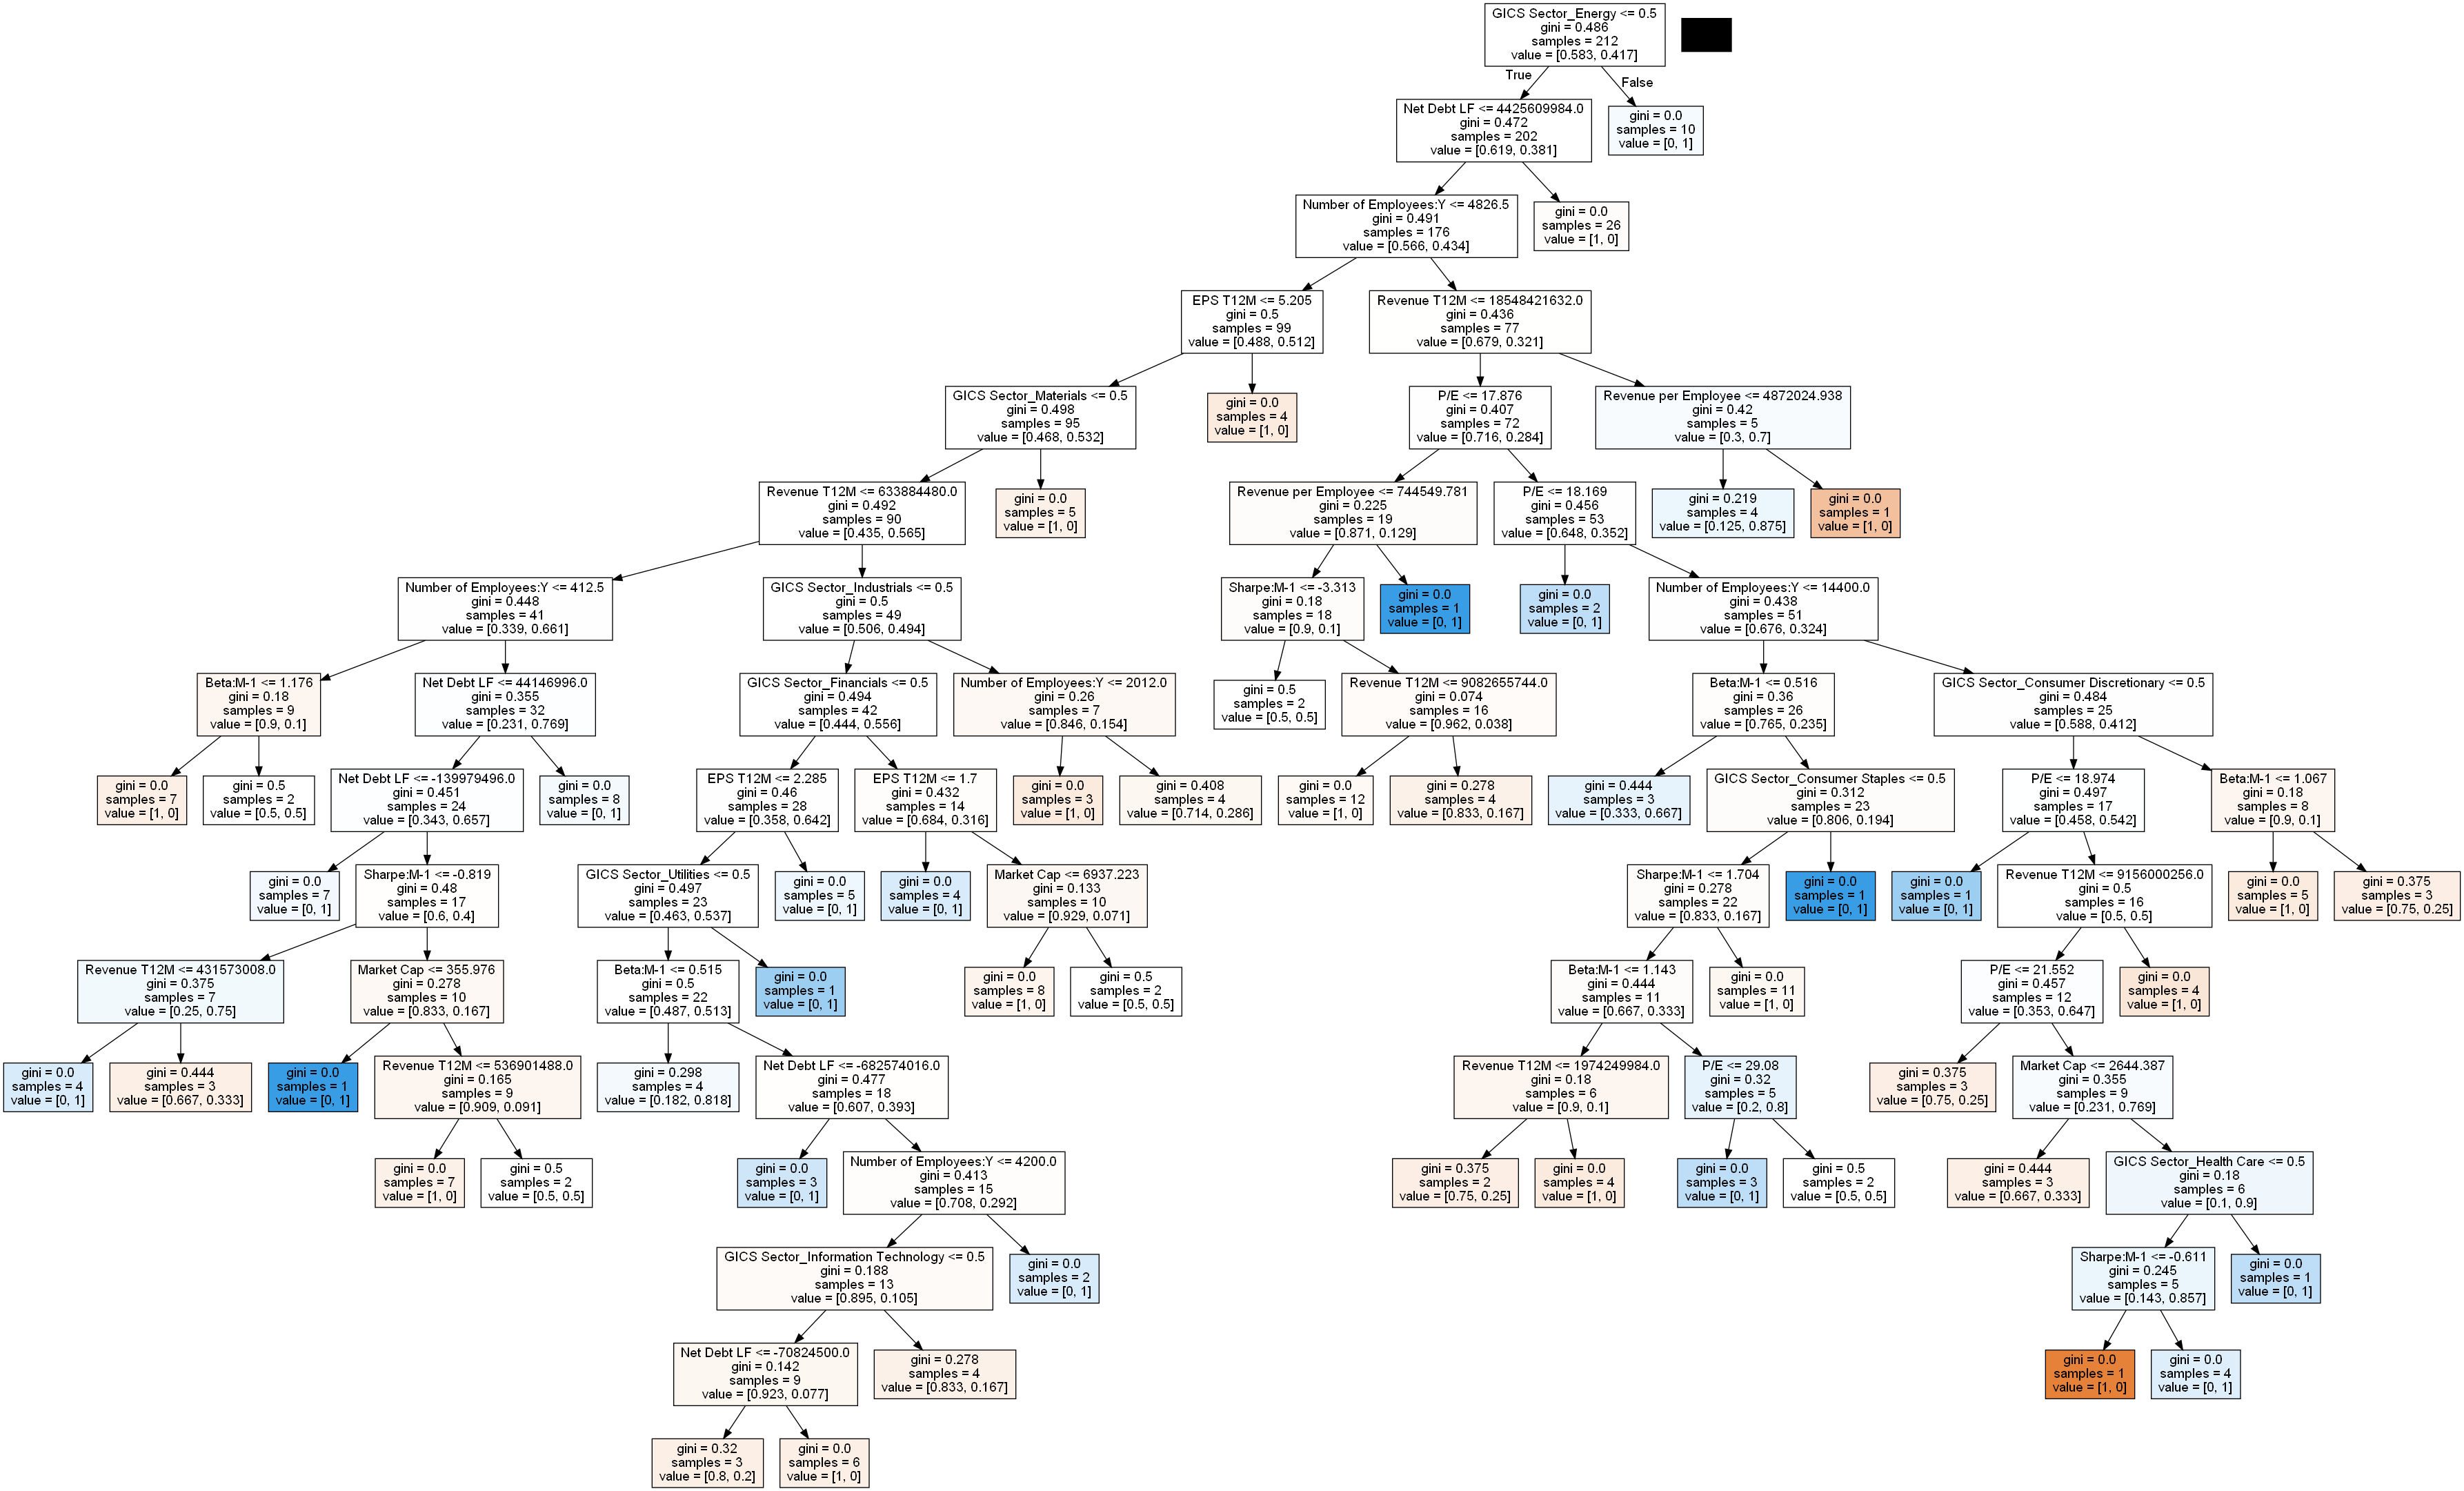 GICS Sector_Energy <= 0.5
gini = 0.486
samples = 212
value = [0.583, 0.417]
True
False
Net Debt LF <= 4425609984.0
gini = 0.472
samples = 202
value = [0.619, 0.381]
gini = 0.0
samples = 10
value = [0, 1]
Number of Employees:Y <= 4826.5
gini = 0.491
samples = 176
value = [0.566, 0.434]
gini = 0.0
samples = 26
value = [1, 0]
EPS T12M <= 5.205
gini = 0.5
samples = 99
value = [0.488, 0.512]
Revenue T12M <= 18548421632.0
gini = 0.436
samples = 77
value = [0.679, 0.321]
GICS Sector_Materials <= 0.5
gini = 0.498
samples = 95
value = [0.468, 0.532]
gini = 0.0
samples = 4
value = [1, 0]
P/E <= 17.876
gini = 0.407
samples = 72
value = [0.716, 0.284]
Revenue per Employee <= 4872024.938
gini = 0.42
samples = 5
value = [0.3, 0.7]
Revenue T12M <= 633884480.0
gini = 0.492
samples = 90
value = [0.435, 0.565]
gini = 0.0
samples = 5
value = [1, 0]
Revenue per Employee <= 744549.781
gini = 0.225
samples = 19
value = [0.871, 0.129]
P/E <= 18.169
gini = 0.456
samples = 53
value = [0.648, 0.352]
gini = 0.219
samples = 4
value = [0.125, 0.875]
gini = 0.0
samples = 1
value = [1, 0]
Number of Employees:Y <= 412.5
gini = 0.448
samples = 41
value = [0.339, 0.661]
GICS Sector_Industrials <= 0.5
gini = 0.5
samples = 49
value = [0.506, 0.494]
Sharpe:M-1 <= -3.313
gini = 0.18
samples = 18
value = [0.9, 0.1]
gini = 0.0
samples = 1
value = [0, 1]
gini = 0.0
samples = 2
value = [0, 1]
Number of Employees:Y <= 14400.0
gini = 0.438
samples = 51
value = [0.676, 0.324]
Beta:M-1 <= 1.176
gini = 0.18
samples = 9
value = [0.9, 0.1]
Net Debt LF <= 44146996.0
gini = 0.355
samples = 32
value = [0.231, 0.769]
GICS Sector_Financials <= 0.5
gini = 0.494
samples = 42
value = [0.444, 0.556]
Number of Employees:Y <= 2012.0
gini = 0.26
samples = 7
value = [0.846, 0.154]
gini = 0.5
samples = 2
value = [0.5, 0.5]
Revenue T12M <= 9082655744.0
gini = 0.074
samples = 16
value = [0.962, 0.038]
Beta:M-1 <= 0.516
gini = 0.36
samples = 26
value = [0.765, 0.235]
GICS Sector_Consumer Discretionary <= 0.5
gini = 0.484
samples = 25
value = [0.588, 0.412]
gini = 0.0
samples = 7
value = [1, 0]
gini = 0.5
samples = 2
value = [0.5, 0.5]
Net Debt LF <= -139979496.0
gini = 0.451
samples = 24
value = [0.343, 0.657]
gini = 0.0
samples = 8
value = [0, 1]
EPS T12M <= 2.285
gini = 0.46
samples = 28
value = [0.358, 0.642]
EPS T12M <= 1.7
gini = 0.432
samples = 14
value = [0.684, 0.316]
gini = 0.0
samples = 3
value = [1, 0]
gini = 0.408
samples = 4
value = [0.714, 0.286]
gini = 0.0
samples = 12
value = [1, 0]
gini = 0.278
samples = 4
value = [0.833, 0.167]
gini = 0.444
samples = 3
value = [0.333, 0.667]
GICS Sector_Consumer Staples <= 0.5
gini = 0.312
samples = 23
value = [0.806, 0.194]
P/E <= 18.974
gini = 0.497
samples = 17
value = [0.458, 0.542]
Beta:M-1 <= 1.067
gini = 0.18
samples = 8
value = [0.9, 0.1]
gini = 0.0
samples = 7
value = [0, 1]
Sharpe:M-1 <= -0.819
gini = 0.48
samples = 17
value = [0.6, 0.4]
GICS Sector_Utilities <= 0.5
gini = 0.497
samples = 23
value = [0.463, 0.537]
gini = 0.0
samples = 5
value = [0, 1]
gini = 0.0
samples = 4
value = [0, 1]
Market Cap <= 6937.223
gini = 0.133
samples = 10
value = [0.929, 0.071]
Sharpe:M-1 <= 1.704
gini = 0.278
samples = 22
value = [0.833, 0.167]
gini = 0.0
samples = 1
value = [0, 1]
gini = 0.0
samples = 1
value = [0, 1]
Revenue T12M <= 9156000256.0
gini = 0.5
samples = 16
value = [0.5, 0.5]
gini = 0.0
samples = 5
value = [1, 0]
gini = 0.375
samples = 3
value = [0.75, 0.25]
Revenue T12M <= 431573008.0
gini = 0.375
samples = 7
value = [0.25, 0.75]
Market Cap <= 355.976
gini = 0.278
samples = 10
value = [0.833, 0.167]
Beta:M-1 <= 0.515
gini = 0.5
samples = 22
value = [0.487, 0.513]
gini = 0.0
samples = 1
value = [0, 1]
gini = 0.0
samples = 8
value = [1, 0]
gini = 0.5
samples = 2
value = [0.5, 0.5]
Beta:M-1 <= 1.143
gini = 0.444
samples = 11
value = [0.667, 0.333]
gini = 0.0
samples = 11
value = [1, 0]
P/E <= 21.552
gini = 0.457
samples = 12
value = [0.353, 0.647]
gini = 0.0
samples = 4
value = [1, 0]
gini = 0.0
samples = 4
value = [0, 1]
gini = 0.444
samples = 3
value = [0.667, 0.333]
gini = 0.0
samples = 1
value = [0, 1]
Revenue T12M <= 536901488.0
gini = 0.165
samples = 9
value = [0.909, 0.091]
gini = 0.298
samples = 4
value = [0.182, 0.818]
Net Debt LF <= -682574016.0
gini = 0.477
samples = 18
value = [0.607, 0.393]
Revenue T12M <= 1974249984.0
gini = 0.18
samples = 6
value = [0.9, 0.1]
P/E <= 29.08
gini = 0.32
samples = 5
value = [0.2, 0.8]
gini = 0.375
samples = 3
value = [0.75, 0.25]
Market Cap <= 2644.387
gini = 0.355
samples = 9
value = [0.231, 0.769]
gini = 0.0
samples = 7
value = [1, 0]
gini = 0.5
samples = 2
value = [0.5, 0.5]
gini = 0.0
samples = 3
value = [0, 1]
Number of Employees:Y <= 4200.0
gini = 0.413
samples = 15
value = [0.708, 0.292]
gini = 0.375
samples = 2
value = [0.75, 0.25]
gini = 0.0
samples = 4
value = [1, 0]
gini = 0.0
samples = 3
value = [0, 1]
gini = 0.5
samples = 2
value = [0.5, 0.5]
gini = 0.444
samples = 3
value = [0.667, 0.333]
GICS Sector_Health Care <= 0.5
gini = 0.18
samples = 6
value = [0.1, 0.9]
GICS Sector_Information Technology <= 0.5
gini = 0.188
samples = 13
value = [0.895, 0.105]
gini = 0.0
samples = 2
value = [0, 1]
Sharpe:M-1 <= -0.611
gini = 0.245
samples = 5
value = [0.143, 0.857]
gini = 0.0
samples = 1
value = [0, 1]
Net Debt LF <= -70824500.0
gini = 0.142
samples = 9
value = [0.923, 0.077]
gini = 0.278
samples = 4
value = [0.833, 0.167]
gini = 0.0
samples = 1
value = [1, 0]
gini = 0.0
samples = 4
value = [0, 1]
gini = 0.32
samples = 3
value = [0.8, 0.2]
gini = 0.0
samples = 6
value = [1, 0]